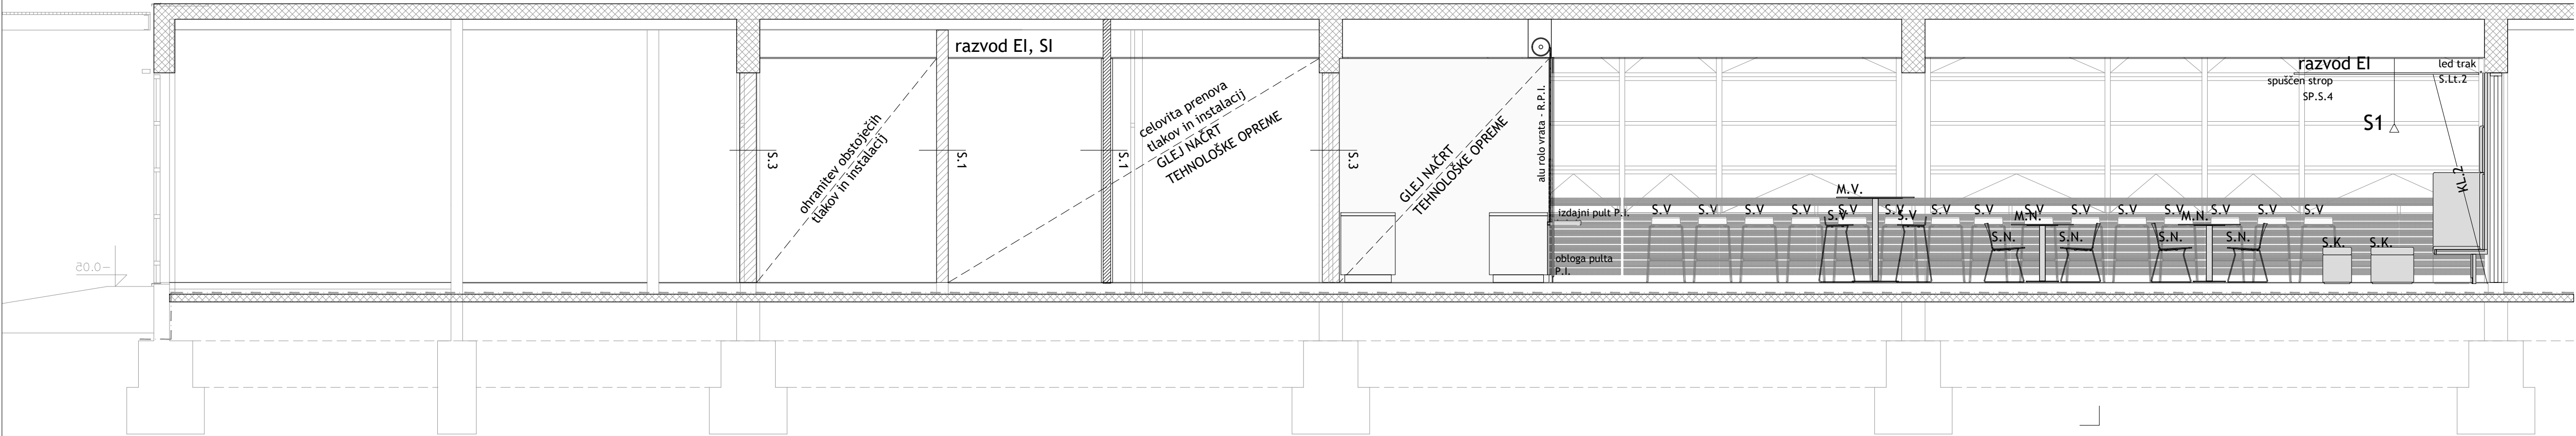 razvod EI, SI
-0.05
S.3
ohranitev obstoječih
tlakov in instalacij
S.1
S.1
celovita prenova
tlakov in instalacij
GLEJ NAČRT
TEHNOLOŠKE OPREME
S.3
GLEJ NAČRT
TEHNOLOŠKE OPREME
alu rolo vrata - R.P.I.
izdajni pult P.I.
obloga pulta
P.I.
razvod EI
spuščen strop
SP.S.4
led trak
S.Lt.2
S1
KL.2
M.V.
S.V S.V S.V S.V S.V S.V S.V S.V S.V S.V S.V S.V S.V S.V S.V
S.V S.V M.N. M.N.
S.N. S.N. S.N. S.N. S.K. S.K.